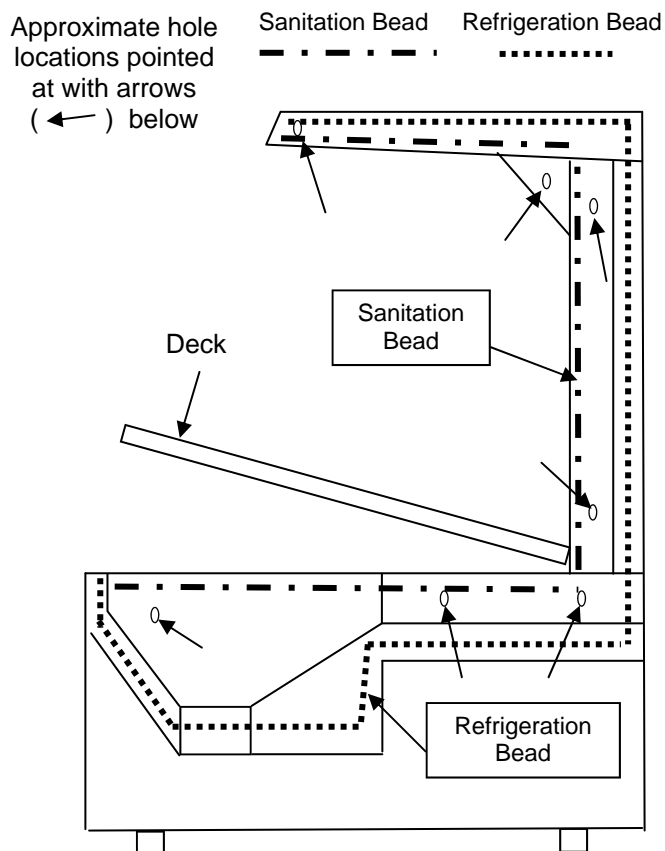 Approximate hole
locations pointed
at with arrows
( ) below
Sanitation Bead
Refrigeration Bead
Sanitation
Bead
Deck
Refrigeration
Bead